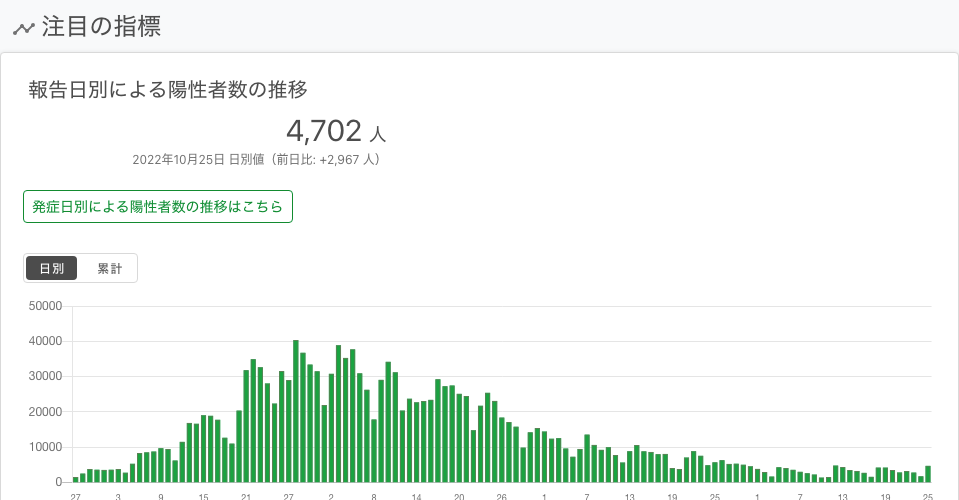 注目の指標
報告日別による陽性者数の推移
4,702 人
2022年10月25日 日別値（前日比: +2,967 人）
発症日別による陽性者数の推移はこちら
日別 累計
50000
40000
30000
20000
10000
0
27 3 9 15 21 27 2 8 14 20 26 1 7 13 19 25 1 7 13 19 25